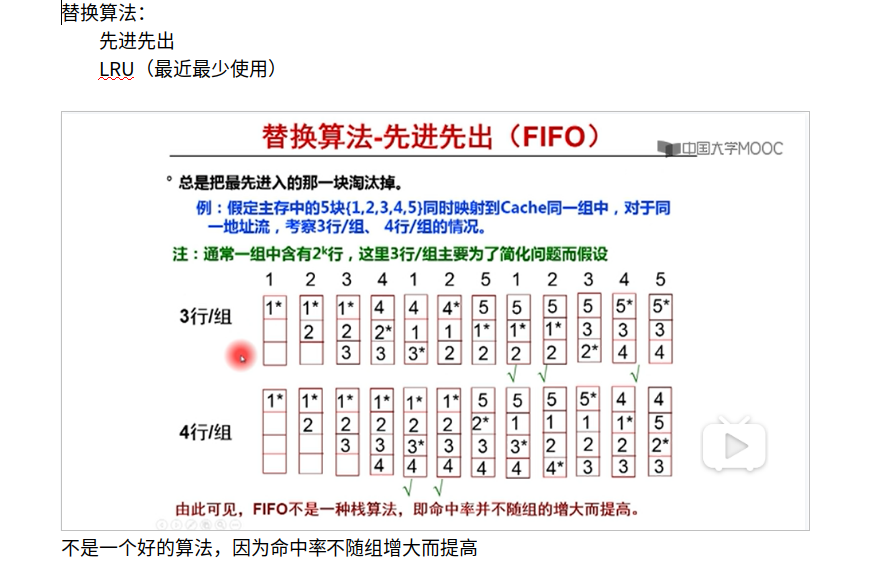 替换算法：
先进先出
LRU（最近最少使用）
替换算法-先进先出（FIFO）
中国大学MOOC
° 总是把最先进入的那一块淘汰掉。
例：假定主存中的5块{1,2,3,4,5}同时映射到Cache同一组中，对于同
一地址流，考察3行/组、 4行/组的情况。
注：通常一组中含有2ᵏ行，这里3行/组主要为了简化问题而假设
1 2 3 4 1 2 5 1 2 3 4 5
3行/组
1* 1* 1* 4 4 4* 5 5 5 5 5* 5*
2 2 2* 1 1 1* 1* 1* 3 3 3
3 3 3* 2 2 2 2 2* 4 4
√ √ √
4行/组
1* 1* 1* 1* 1* 1* 5 5 5 5* 4 4
2 2 2 2 2 2* 1 1 1 1* 5
3 3 3* 3 3 3* 2 2 2 2*
4 4 4 4 4 4* 3 3 3
√ √
由此可见，FIFO不是一种栈算法，即命中率并不随组的增大而提高。
不是一个好的算法，因为命中率不随组增大而提高